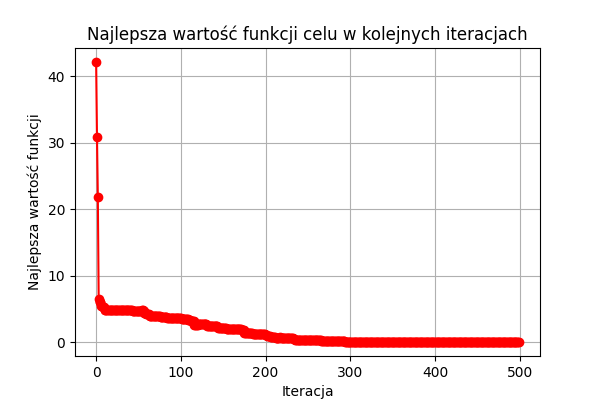 Najlepsza wartość funkcji celu w kolejnych iteracjach
Najlepsza wartość funkcji
40
30
20
10
0
0 100 200 300 400 500
Iteracja